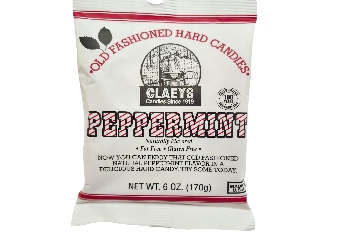 "OLD FASHIONED HARD CANDIES"
CLAEYS
Candies Since 1919
PEPPERMINT
Naturally Flavored
• Fat Free • Gluten Free •
NOW YOU CAN ENJOY THAT OLD FASHIONED
NATURAL PEPPERMINT FLAVOR IN A
DELICIOUS HARD CANDY. TRY SOME TODAY.
NET WT. 6 OZ. (170g)